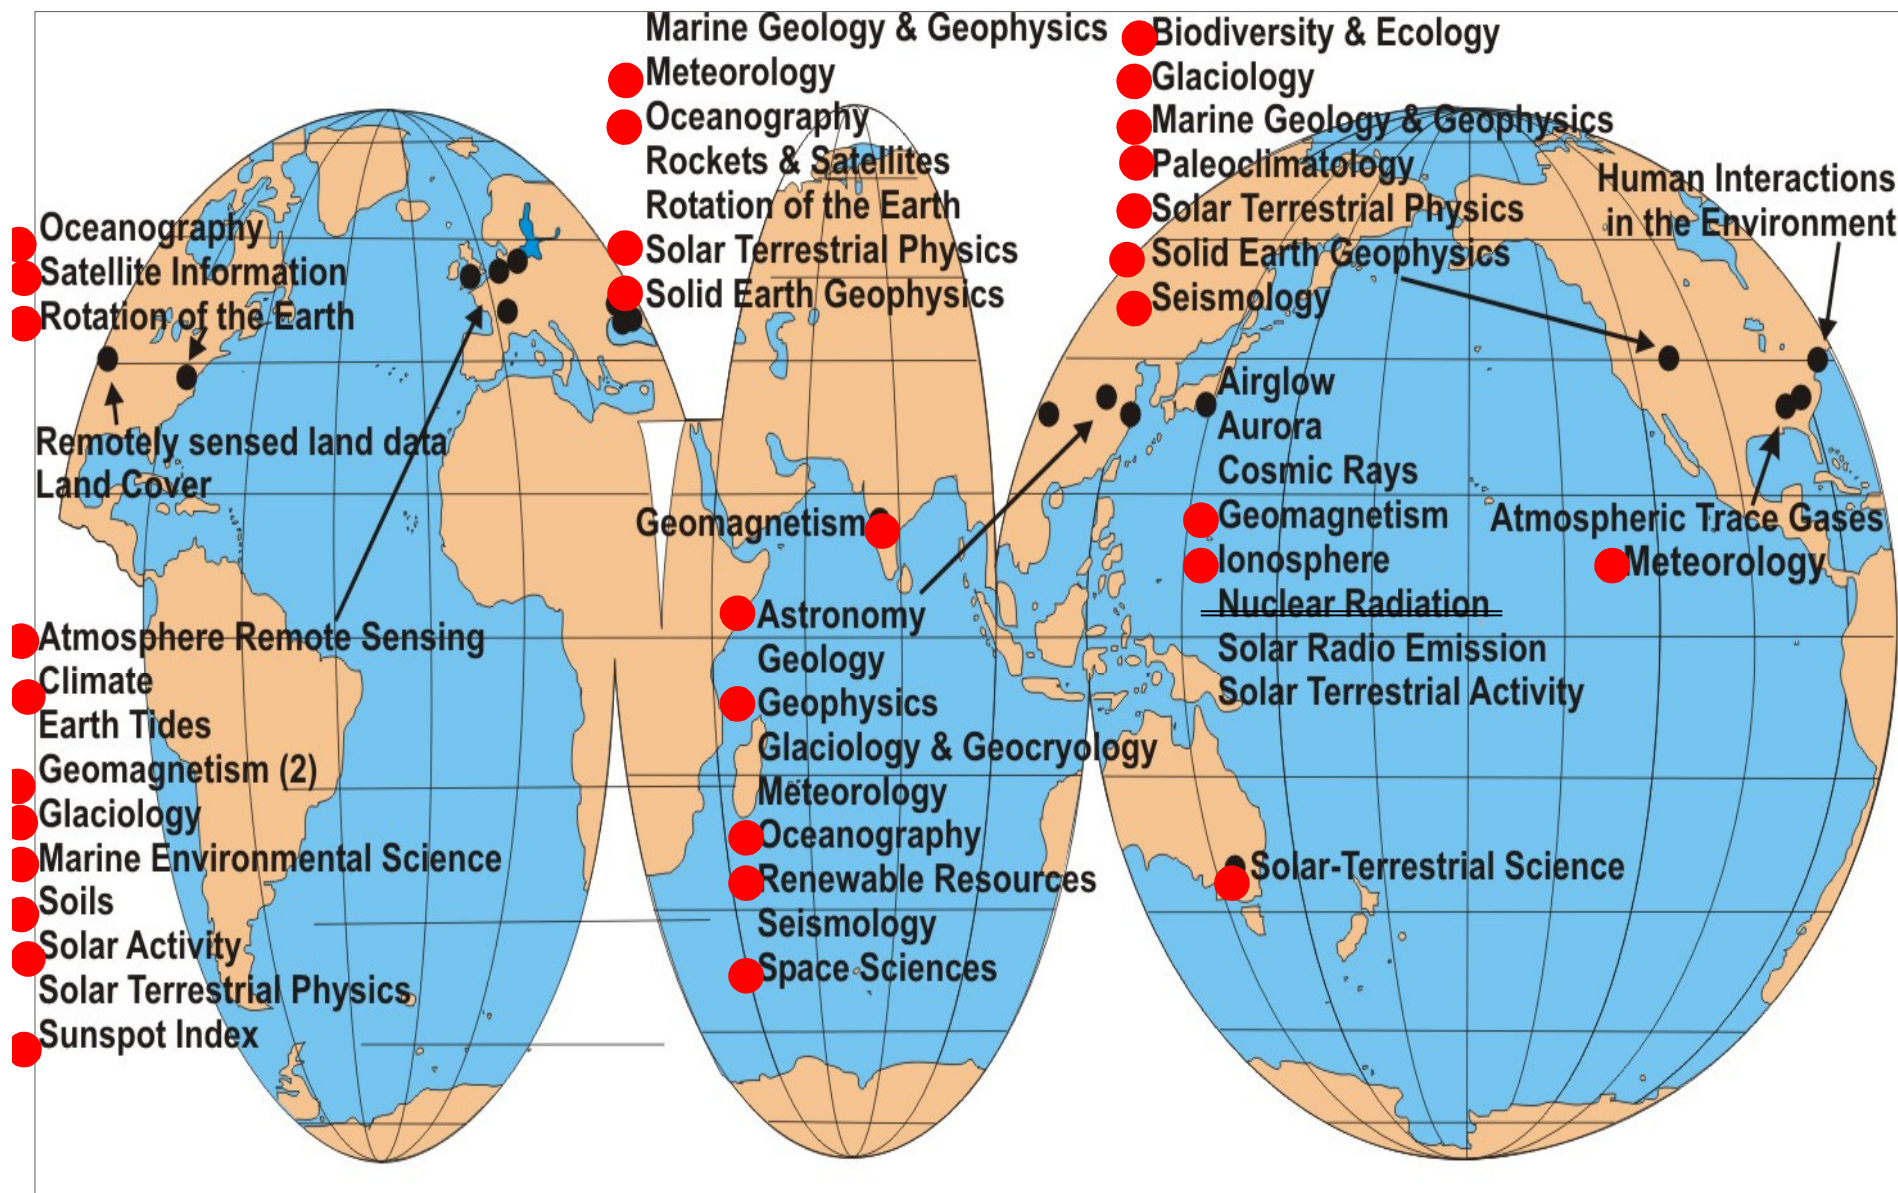 Marine Geology & Geophysics
Meteorology
Oceanography
Rockets & Satellites
Rotation of the Earth
Solar Terrestrial Physics
Solid Earth Geophysics
Biodiversity & Ecology
Glaciology
Marine Geology & Geophysics
Paleoclimatology
Solar Terrestrial Physics
Solid Earth Geophysics
Seismology
Human Interactions
in the Environment
Oceanography
Satellite Information
Rotation of the Earth
Remotely sensed land data
Land Cover
Airglow
Aurora
Cosmic Rays
Geomagnetism
Ionosphere
Nuclear Radiation
Solar Radio Emission
Solar Terrestrial Activity
Atmospheric Trace Gases
Meteorology
Geomagnetism
Astronomy
Geology
Geophysics
Glaciology & Geocryology
Meteorology
Oceanography
Renewable Resources
Seismology
Space Sciences
Atmosphere Remote Sensing
Climate
Earth Tides
Geomagnetism (2)
Glaciology
Marine Environmental Science
Soils
Solar Activity
Solar Terrestrial Physics
Sunspot Index
Solar-Terrestrial Science